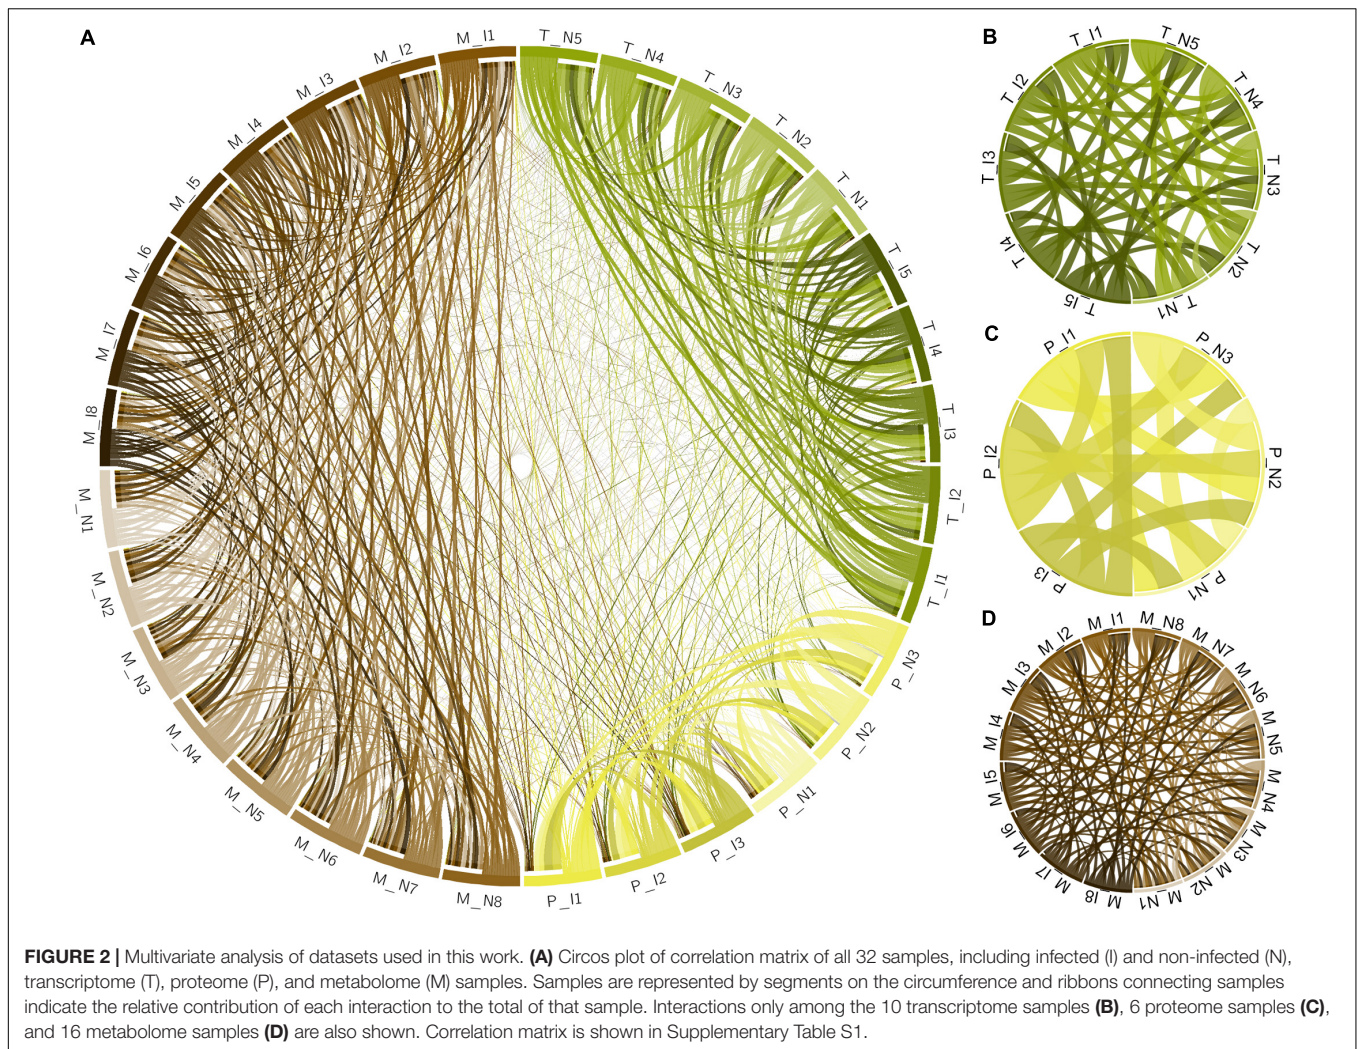 A
M_I1
M_I2
M_I3
M_I4
M_I5
M_I6
M_I7
M_I8
M_N1
M_N2
M_N3
M_N4
M_N5
M_N6
M_N7
M_N8
P_I1
P_I2
P_I3
P_N1
P_N2
P_N3
T_I1
T_I2
T_I3
T_I4
T_I5
T_N1
T_N2
T_N3
T_N4
T_N5
B
T_I1
T_I2
T_I3
T_I4
T_I5
T_N1
T_N2
T_N3
T_N4
T_N5
C
P_I1
P_I2
P_I3
P_N1
P_N2
P_N3
D
M_I1
M_I2
M_I3
M_I4
M_I5
M_I6
M_I7
M_I8
M_N1
M_N2
M_N3
M_N4
M_N5
M_N6
M_N7
M_N8
FIGURE 2 | Multivariate analysis of datasets used in this work. (A) Circos plot of correlation matrix of all 32 samples, including infected (I) and non-infected (N),
transcriptome (T), proteome (P), and metabolome (M) samples. Samples are represented by segments on the circumference and ribbons connecting samples
indicate the relative contribution of each interaction to the total of that sample. Interactions only among the 10 transcriptome samples (B), 6 proteome samples (C),
and 16 metabolome samples (D) are also shown. Correlation matrix is shown in Supplementary Table S1.